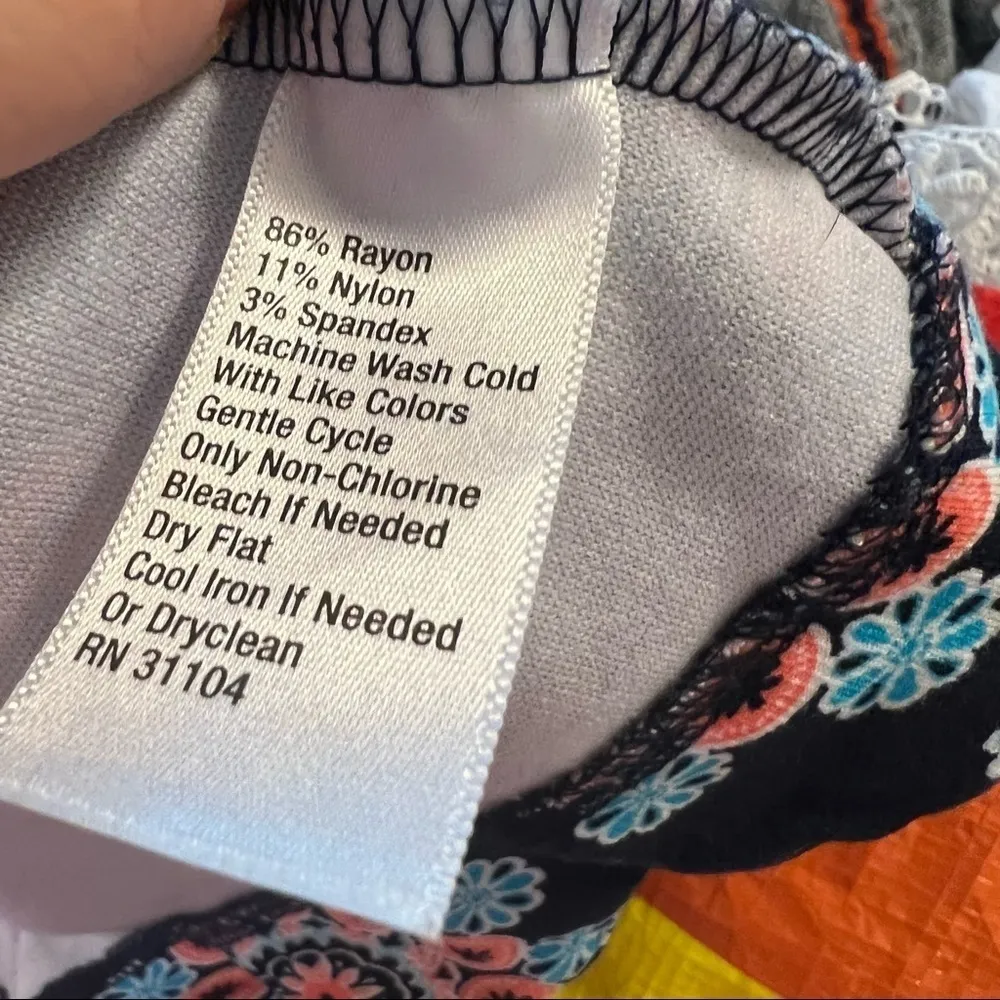 86% Rayon
11% Nylon
3% Spandex
Machine Wash Cold
With Like Colors
Gentle Cycle
Only Non-Chlorine
Bleach If Needed
Dry Flat
Cool Iron If Needed
Or Dryclean
RN 31104